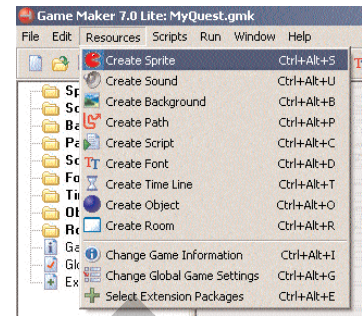 Game Maker 7.0 Lite: MyQuest.gmk
File Edit Resources Scripts Run Window Help
Create Sprite Ctrl+Alt+S
Create Sound Ctrl+Alt+U
Create Background Ctrl+Alt+B
Create Path Ctrl+Alt+P
Create Script Ctrl+Alt+C
Create Font Ctrl+Alt+D
Create Time Line Ctrl+Alt+T
Create Object Ctrl+Alt+O
Create Room Ctrl+Alt+R
Change Game Information Ctrl+Alt+I
Change Global Game Settings Ctrl+Alt+G
Select Extension Packages Ctrl+Alt+E